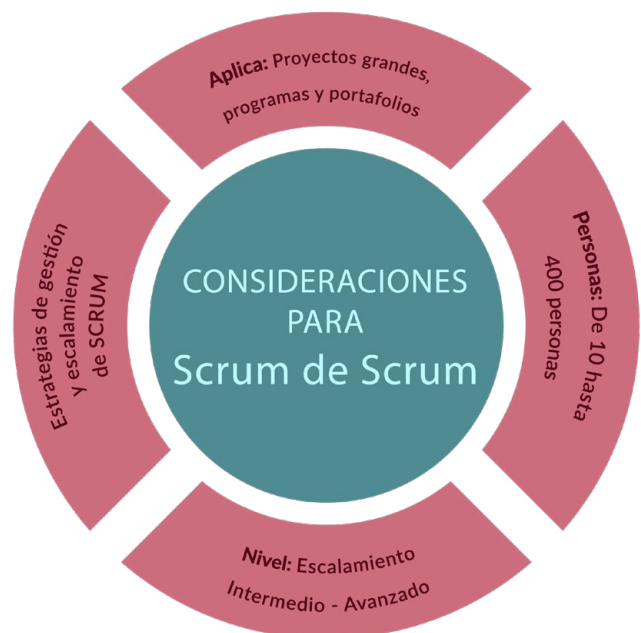 Aplica: Proyectos grandes,
programas y portafolios
Personas: De 10 hasta
400 personas
Nivel: Escalamiento
Intermedio - Avanzado
Estrategias de gestión
y escalamiento
de SCRUM
CONSIDERACIONES
PARA
Scrum de Scrum